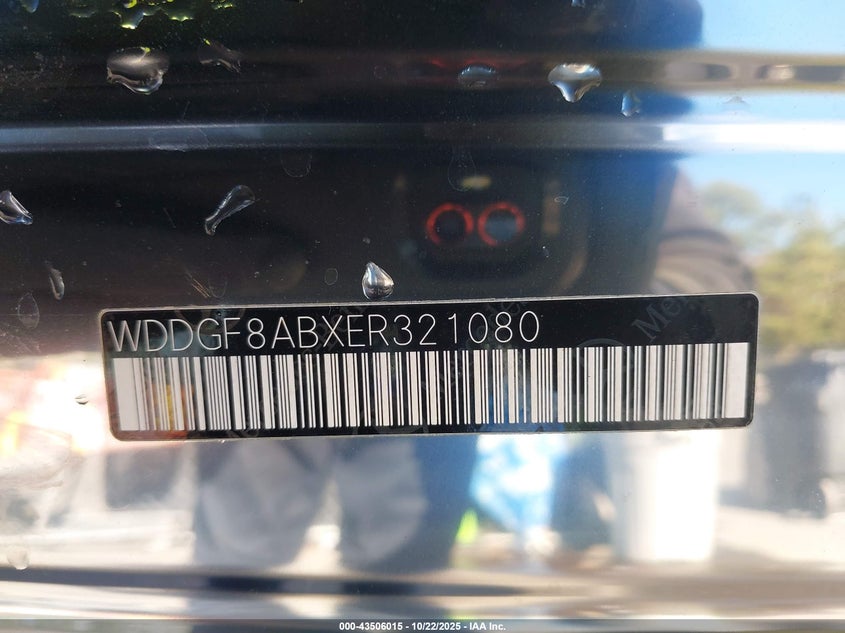 WDDGF8ABXER321080
000-43506015 - 10/22/2025 - IAA Inc.